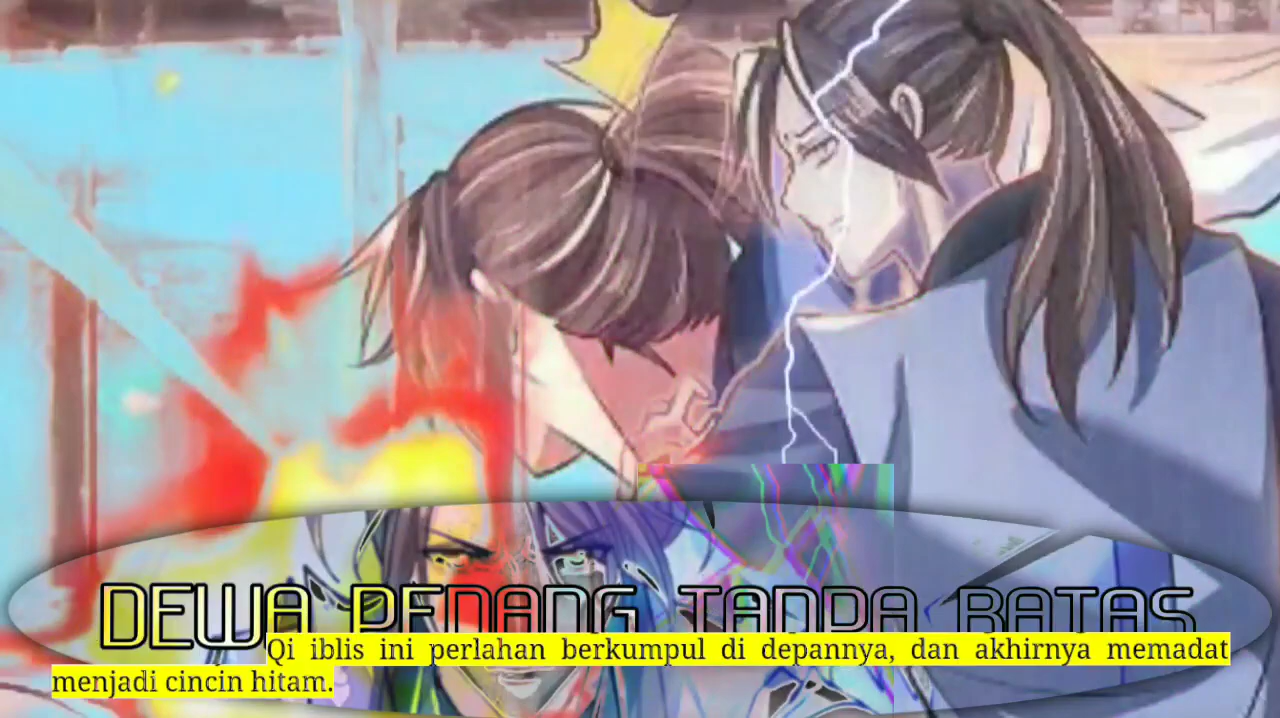 DEWA PEDANG TANPA BATAS
Qi iblis ini perlahan berkumpul di depannya, dan akhirnya memadat
menjadi cincin hitam.